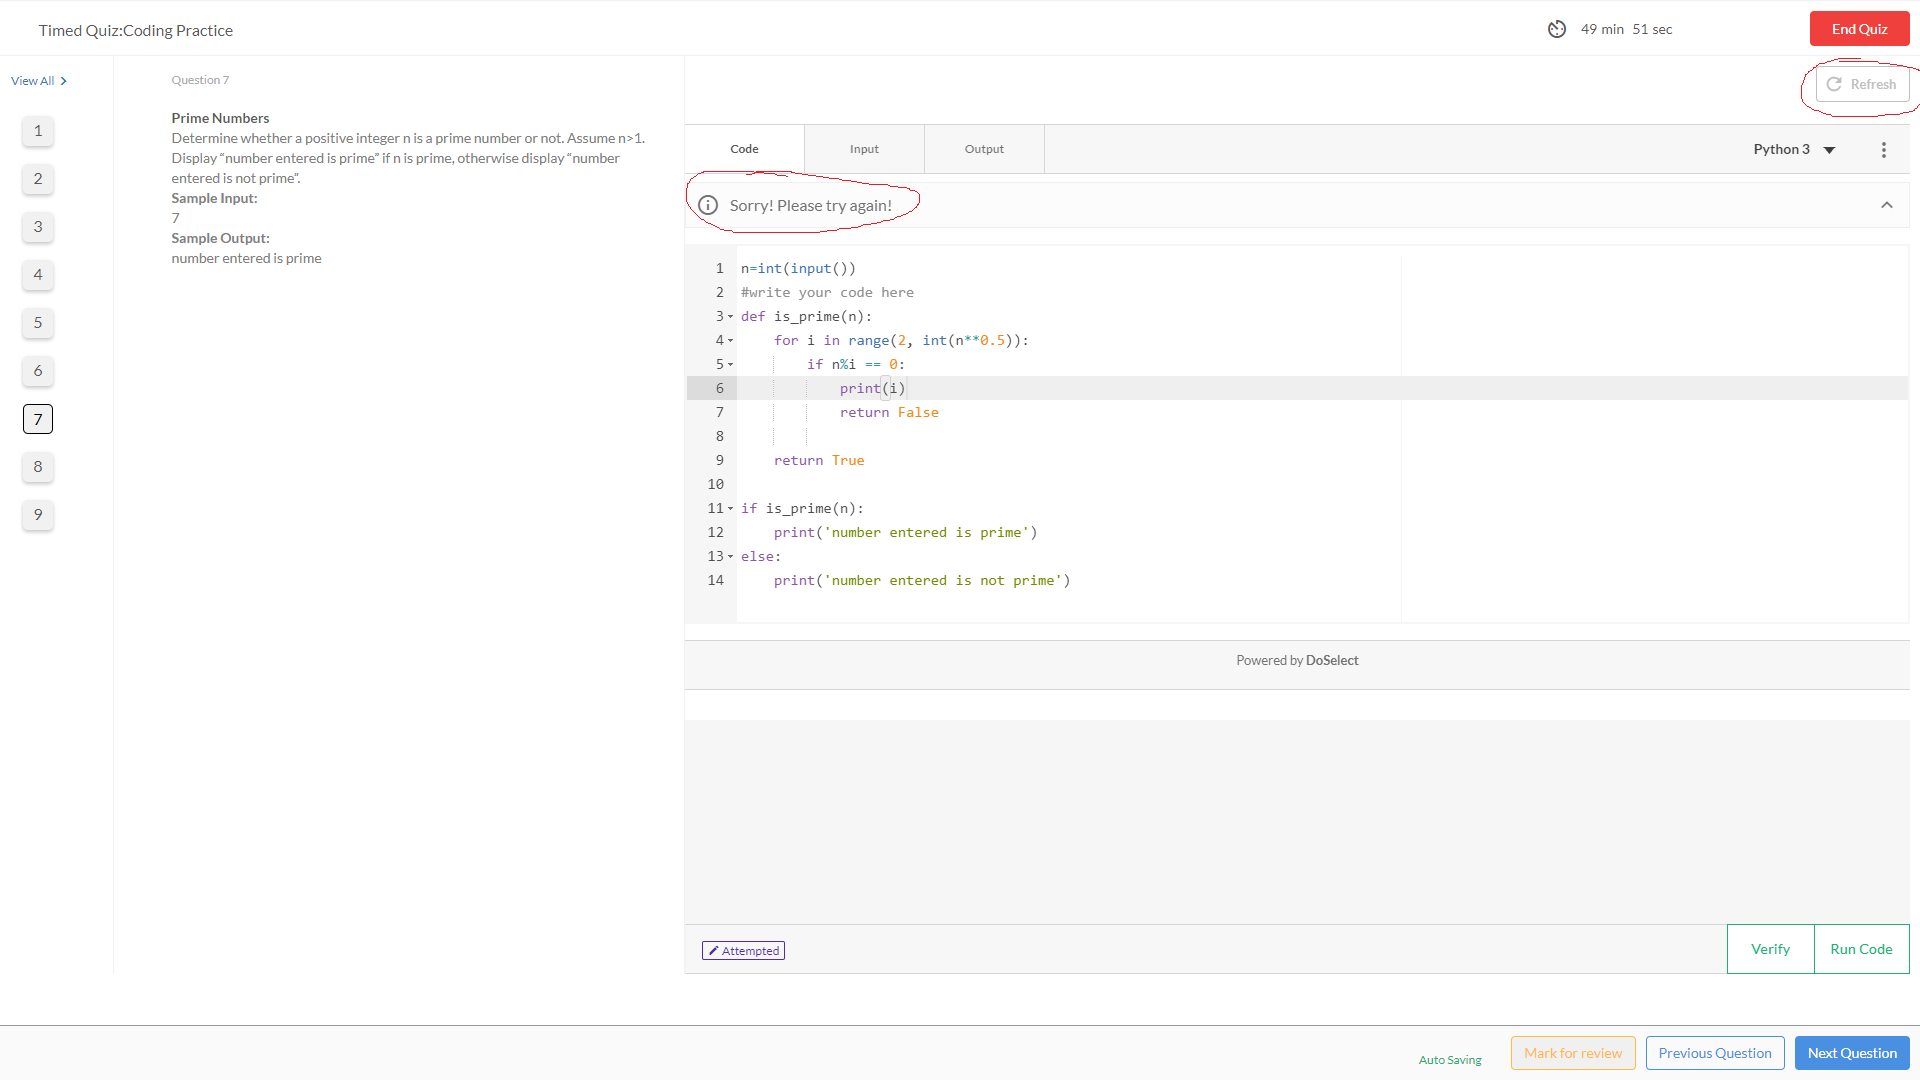 Timed Quiz:Coding Practice
49 min 51 sec
End Quiz
View All
1
2
3
4
5
6
7
8
9
Question 7
Prime Numbers
Determine whether a positive integer n is a prime number or not. Assume n>1.
Display “number entered is prime” if n is prime, otherwise display “number
entered is not prime”.
Sample Input:
7
Sample Output:
number entered is prime
Refresh
Code Input Output
Python 3
Sorry! Please try again!
1 n=int(input())
2 #write your code here
3 def is_prime(n):
4     for i in range(2, int(n**0.5)):
5         if n%i == 0:
6             print(i)
7             return False
8
9     return True
10
11 if is_prime(n):
12     print('number entered is prime')
13 else:
14     print('number entered is not prime')
Powered by DoSelect
Attempted
Verify
Run Code
Auto Saving
Mark for review
Previous Question
Next Question